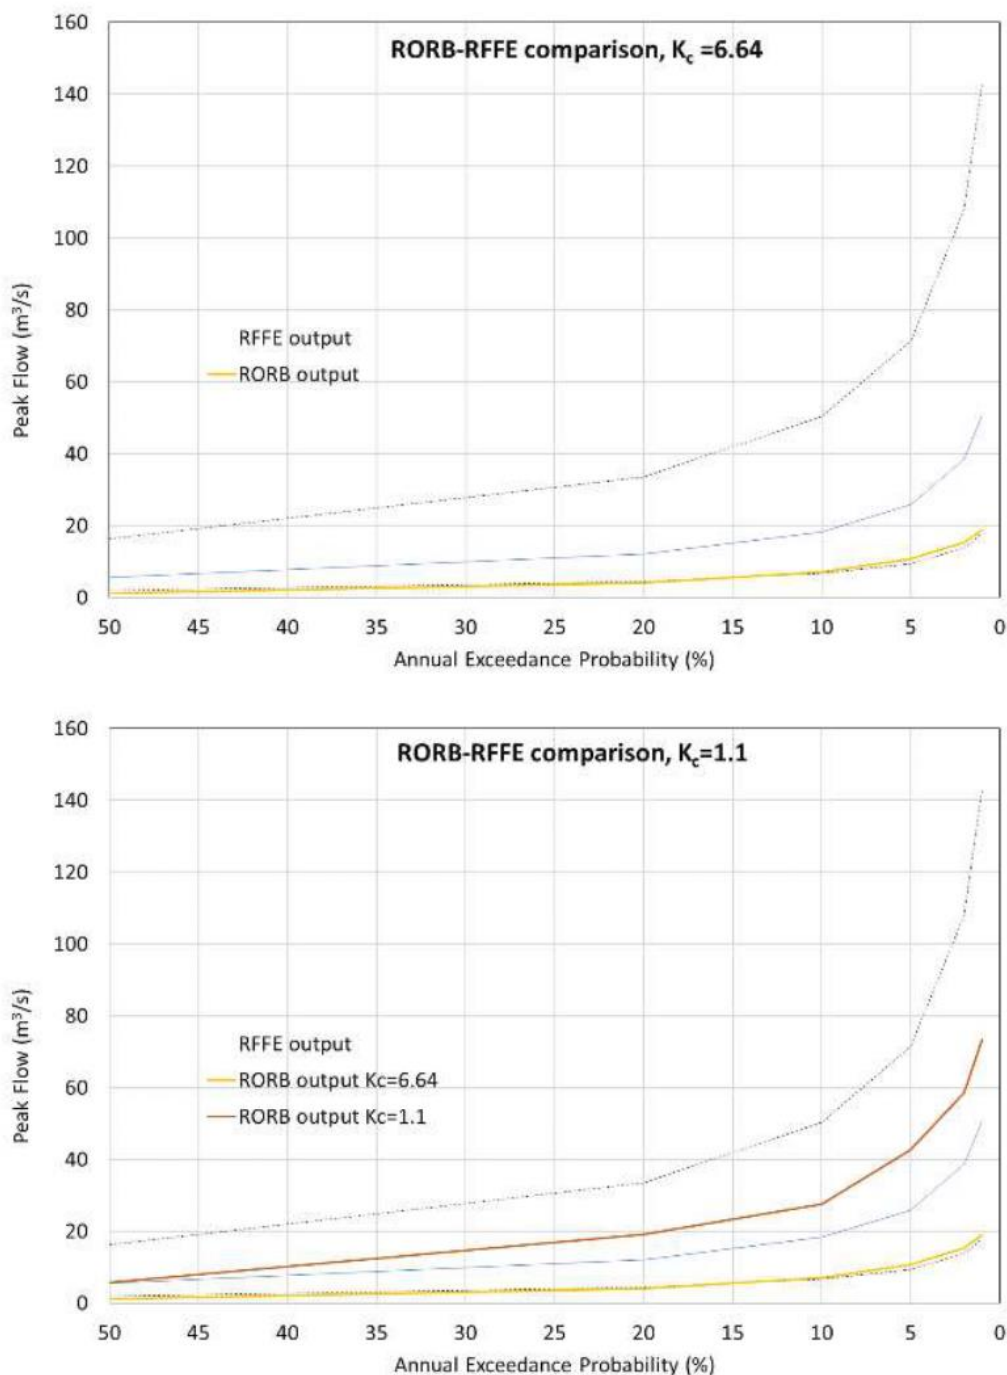 RORB-RFFE comparison, Kc =6.64
160
140
120
100
80
60
40
20
0
Peak Flow (m³/s)
RFFE output
RORB output
50 45 40 35 30 25 20 15 10 5 0
Annual Exceedance Probability (%)
RORB-RFFE comparison, Kc=1.1
160
140
120
100
80
60
40
20
0
Peak Flow (m³/s)
RFFE output
RORB output Kc=6.64
RORB output Kc=1.1
50 45 40 35 30 25 20 15 10 5 0
Annual Exceedance Probability (%)